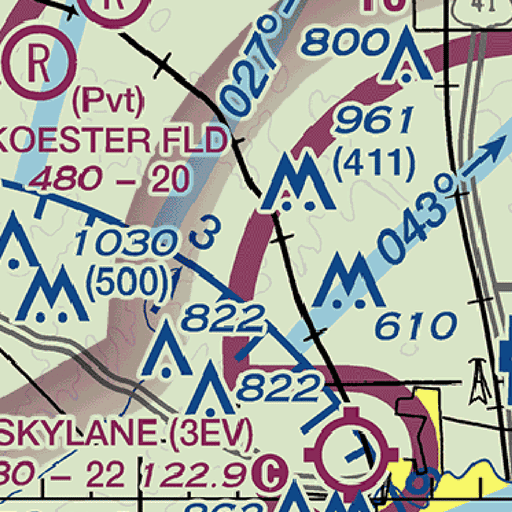 41
R
R
027°
800
(Pvt)
KOESTER FLD
480 - 20
961
(411)
043°
3
1030
(500)
822
610
822
SKYLANE (3EV)
80 - 22 122.9 C